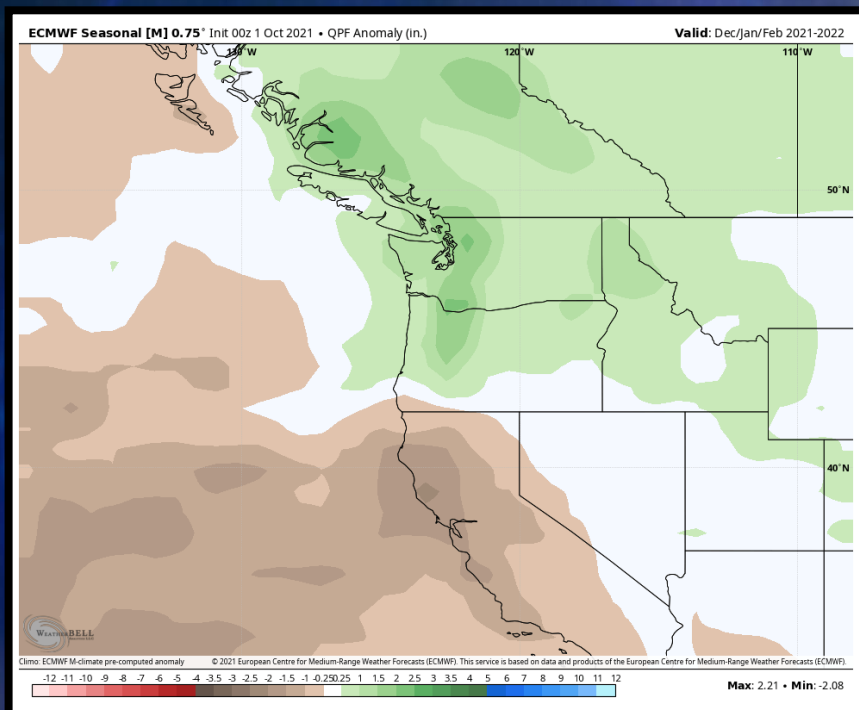 ECMWF Seasonal [M] 0.75° Init 00z 1 Oct 2021 • QPF Anomaly (in.) Valid: Dec/Jan/Feb 2021-2022
130°W 120°W 110°W
50°N
40°N
WEATHERBELL
Climo: ECMWF M-climate pre-computed anomaly © 2021 European Centre for Medium-Range Weather Forecasts (ECMWF). This service is based on data and products of the European Centre for Medium-Range Weather Forecasts (ECMWF).
-12 -11 -10 -9 -8 -7 -6 -5 -4 -3.5 -3 -2.5 -2 -1.5 -1 -0.25 0.25 1 1.5 2 2.5 3 3.5 4 5 6 7 8 9 10 11 12
Max: 2.21 • Min: -2.08